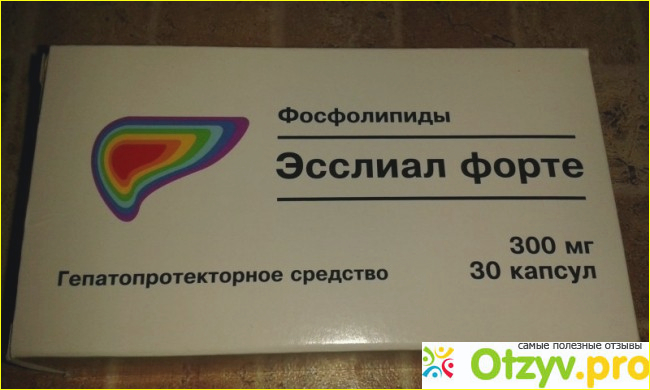 Фосфолипиды
Эсслиал форте
300 мг
30 капсул
Гепатопротекторное средство
самые полезные отзывы
Otzyv.pro